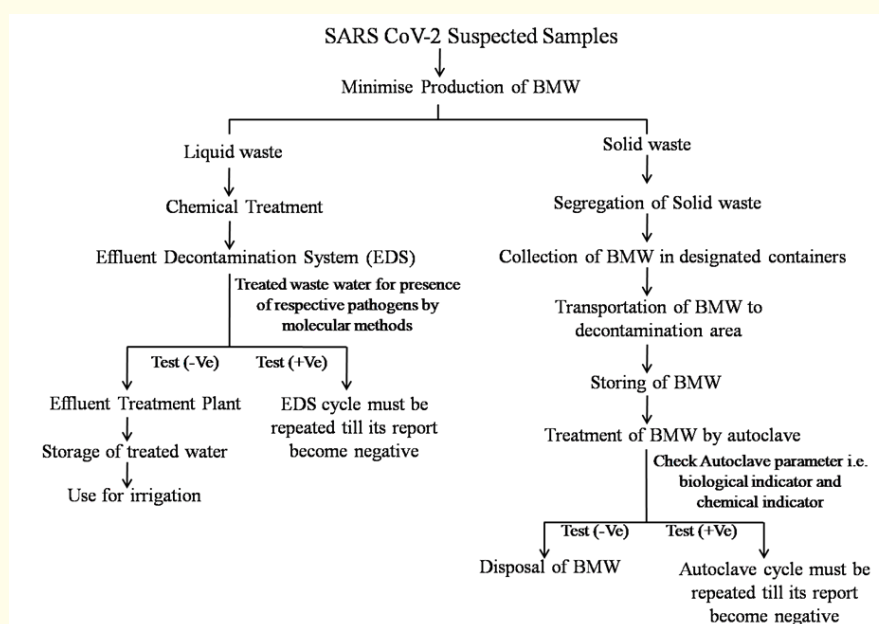 SARS CoV-2 Suspected Samples
Minimise Production of BMW
Liquid waste
Chemical Treatment
Effluent Decontamination System (EDS)
Treated waste water for presence
of respective pathogens by
molecular methods
Test (-Ve)
Test (+Ve)
Effluent Treatment Plant
Storage of treated water
Use for irrigation
EDS cycle must be
repeated till its report
become negative
Solid waste
Segregation of Solid waste
Collection of BMW in designated containers
Transportation of BMW to
decontamination area
Storing of BMW
Treatment of BMW by autoclave
Check Autoclave parameter i.e.
biological indicator and
chemical indicator
Test (-Ve)
Test (+Ve)
Disposal of BMW
Autoclave cycle must be
repeated till its report
become negative